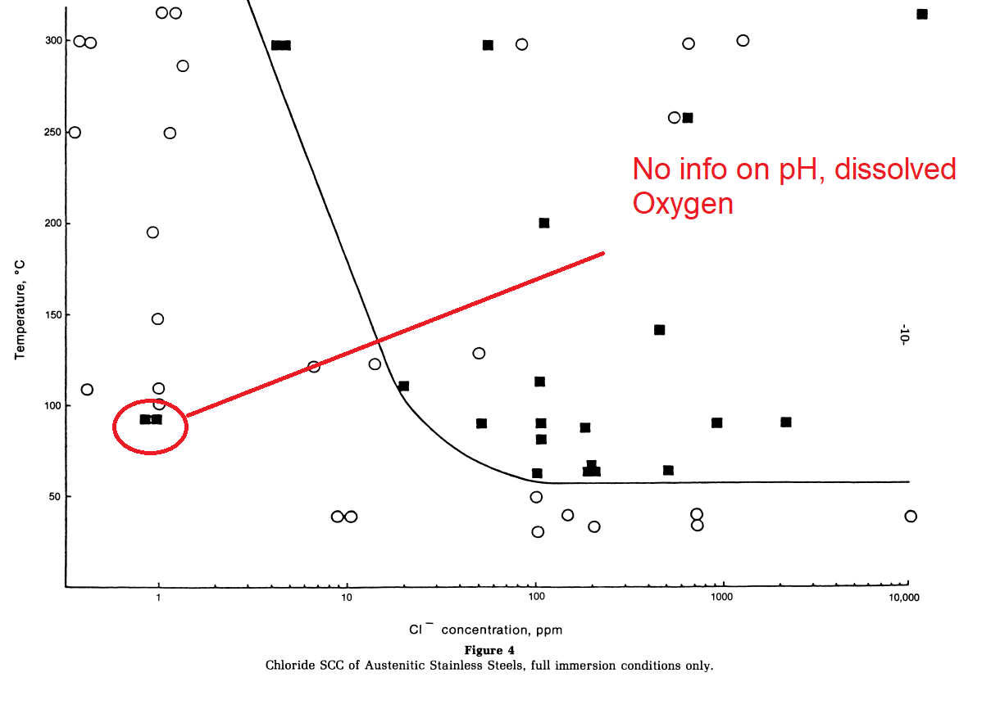 300
250
No info on pH, dissolved
Oxygen
200
Temperature, °C
150
-10-
100
50
1 10 100 1000 10,000
Cl⁻ concentration, ppm
Figure 4
Chloride SCC of Austenitic Stainless Steels, full immersion conditions only.